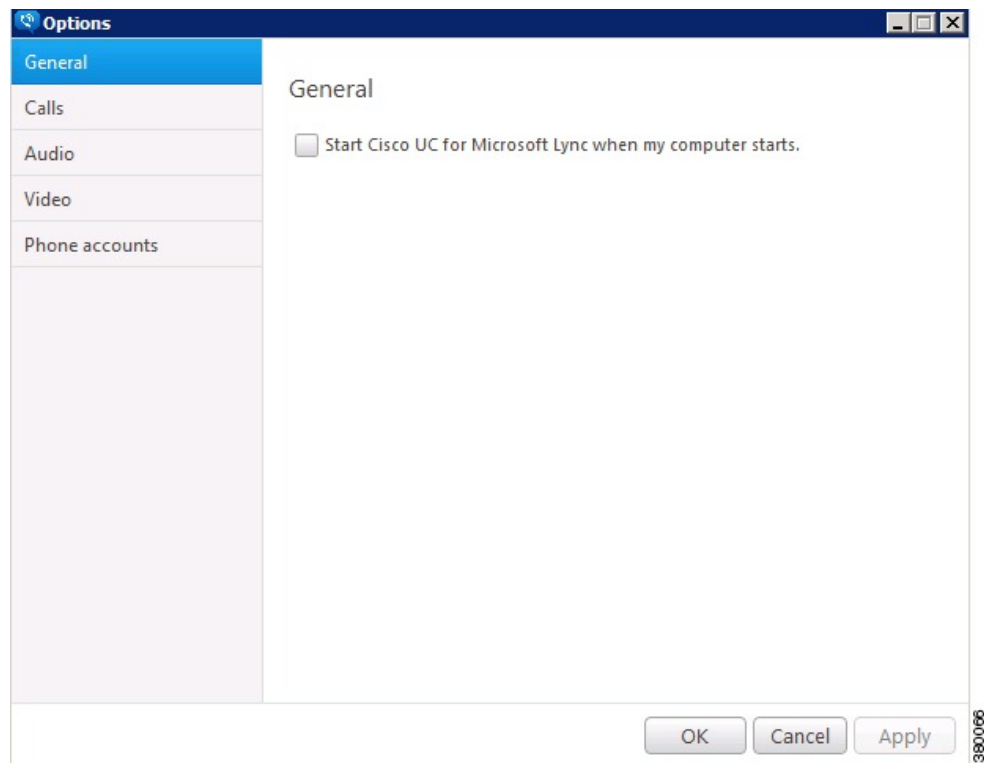 Options
General
Calls
Audio
Video
Phone accounts
General
Start Cisco UC for Microsoft Lync when my computer starts.
OK
Cancel
Apply
380066